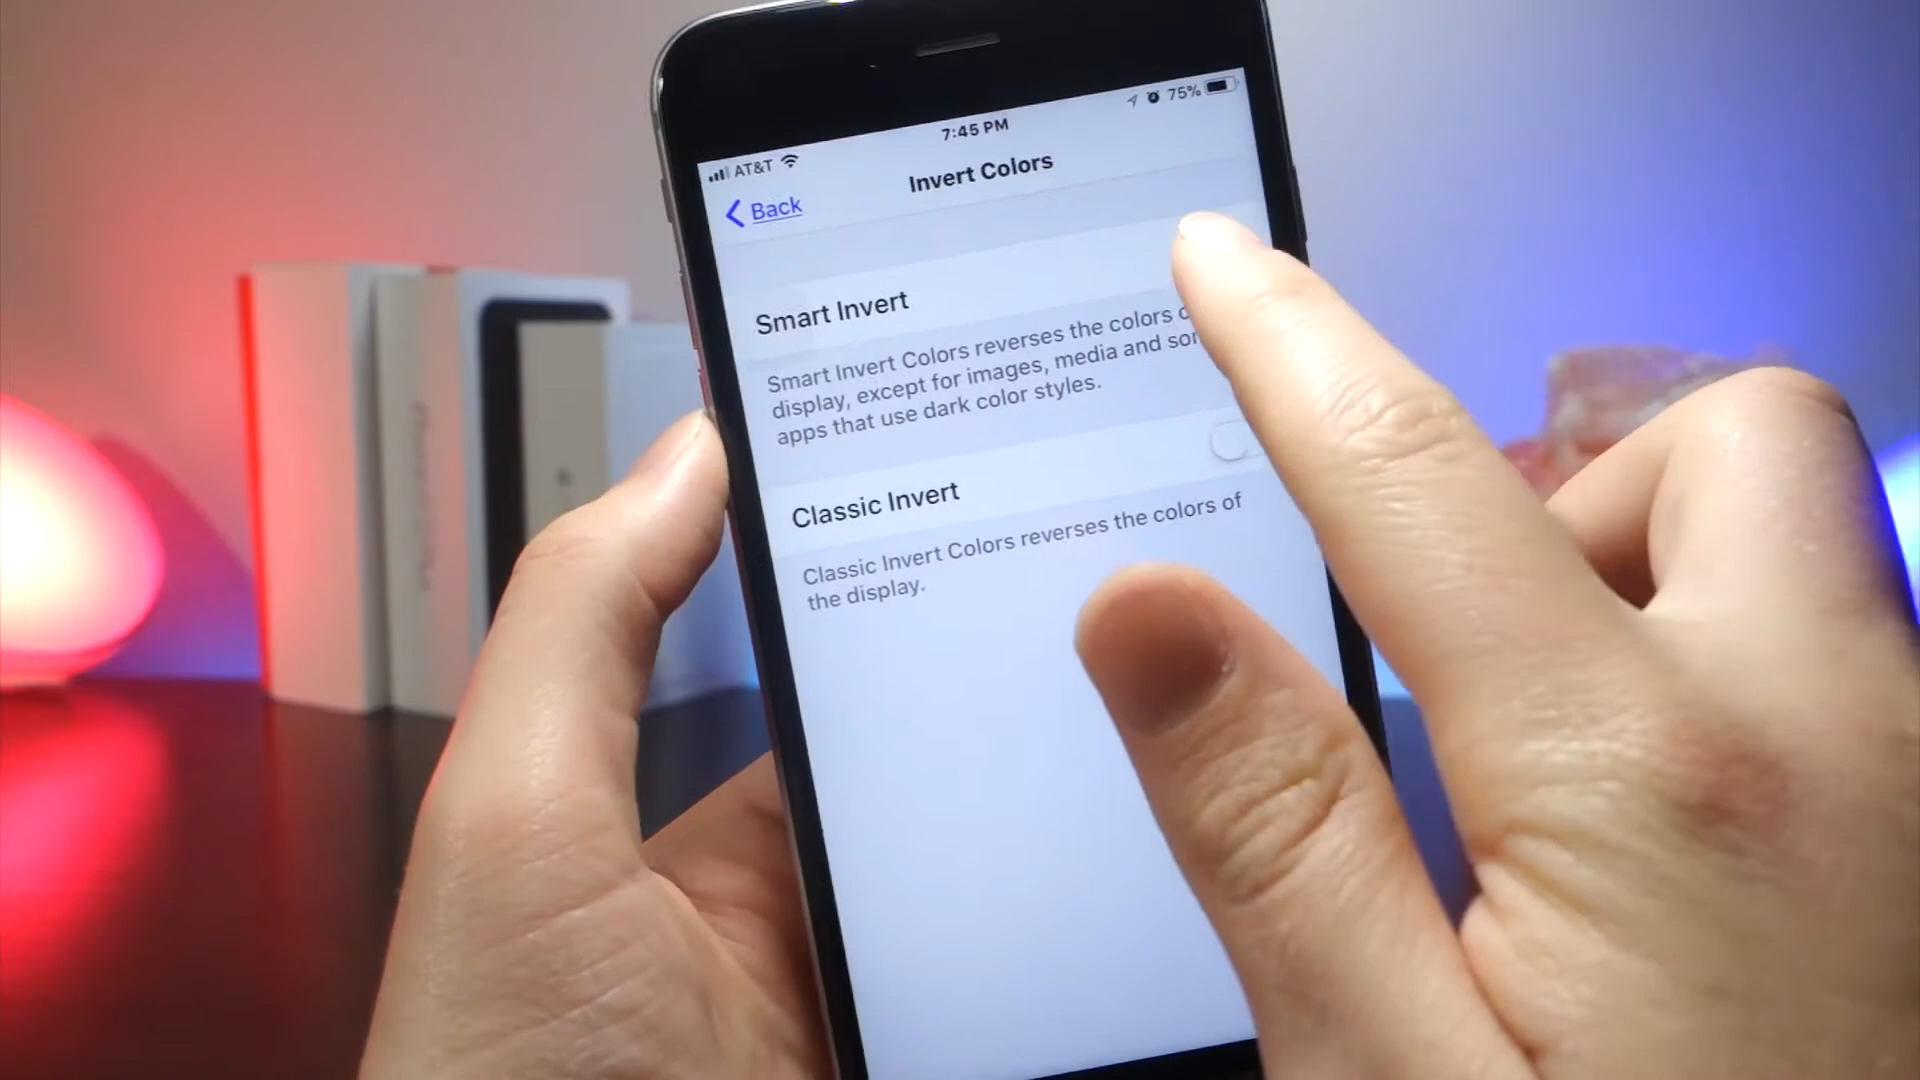 AT&T
7:45 PM
75%
Back
Invert Colors
Smart Invert
Smart Invert Colors reverses the colors
display, except for images, media and
apps that use dark color styles.
Classic Invert
Classic Invert Colors reverses the colors of
the display.